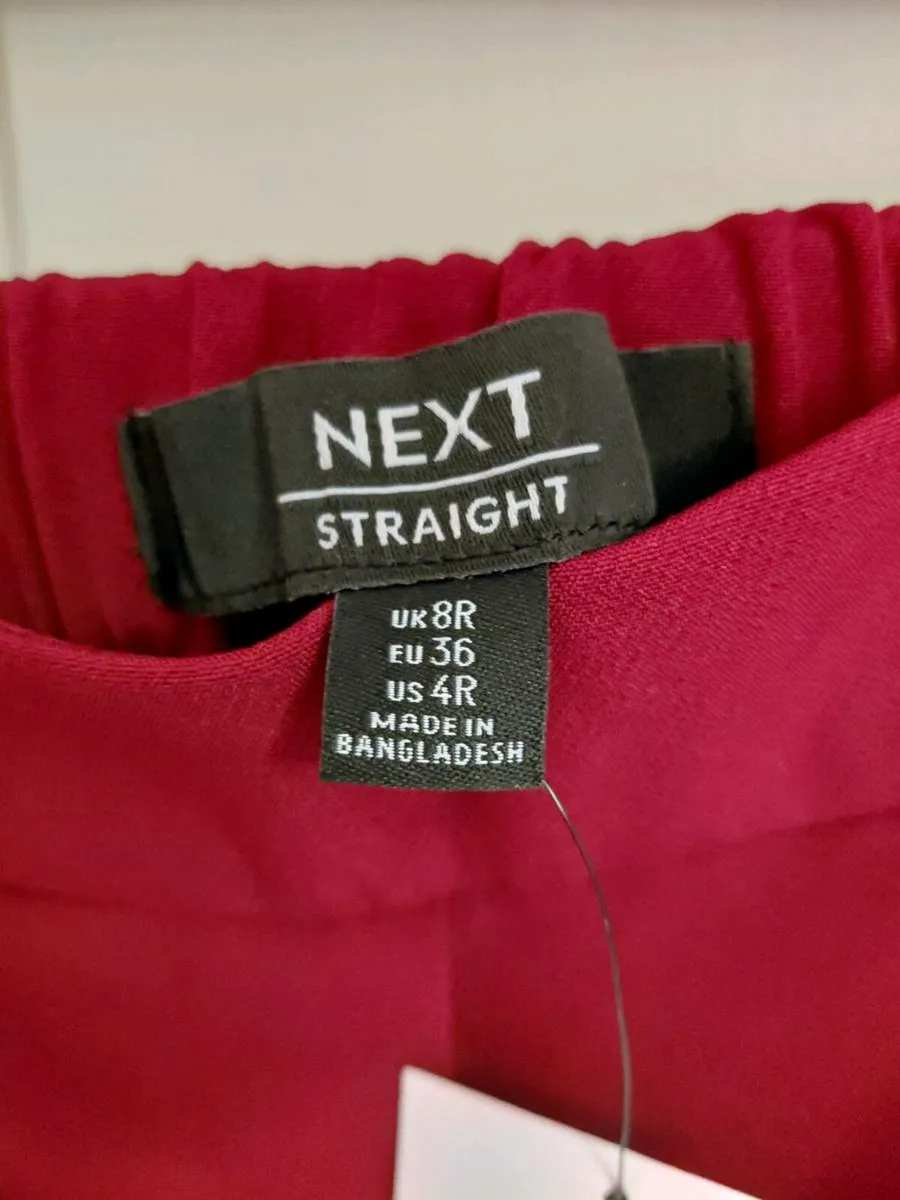 NEXT
STRAIGHT
UK 8R
EU 36
US 4R
MADE IN
BANGLADESH